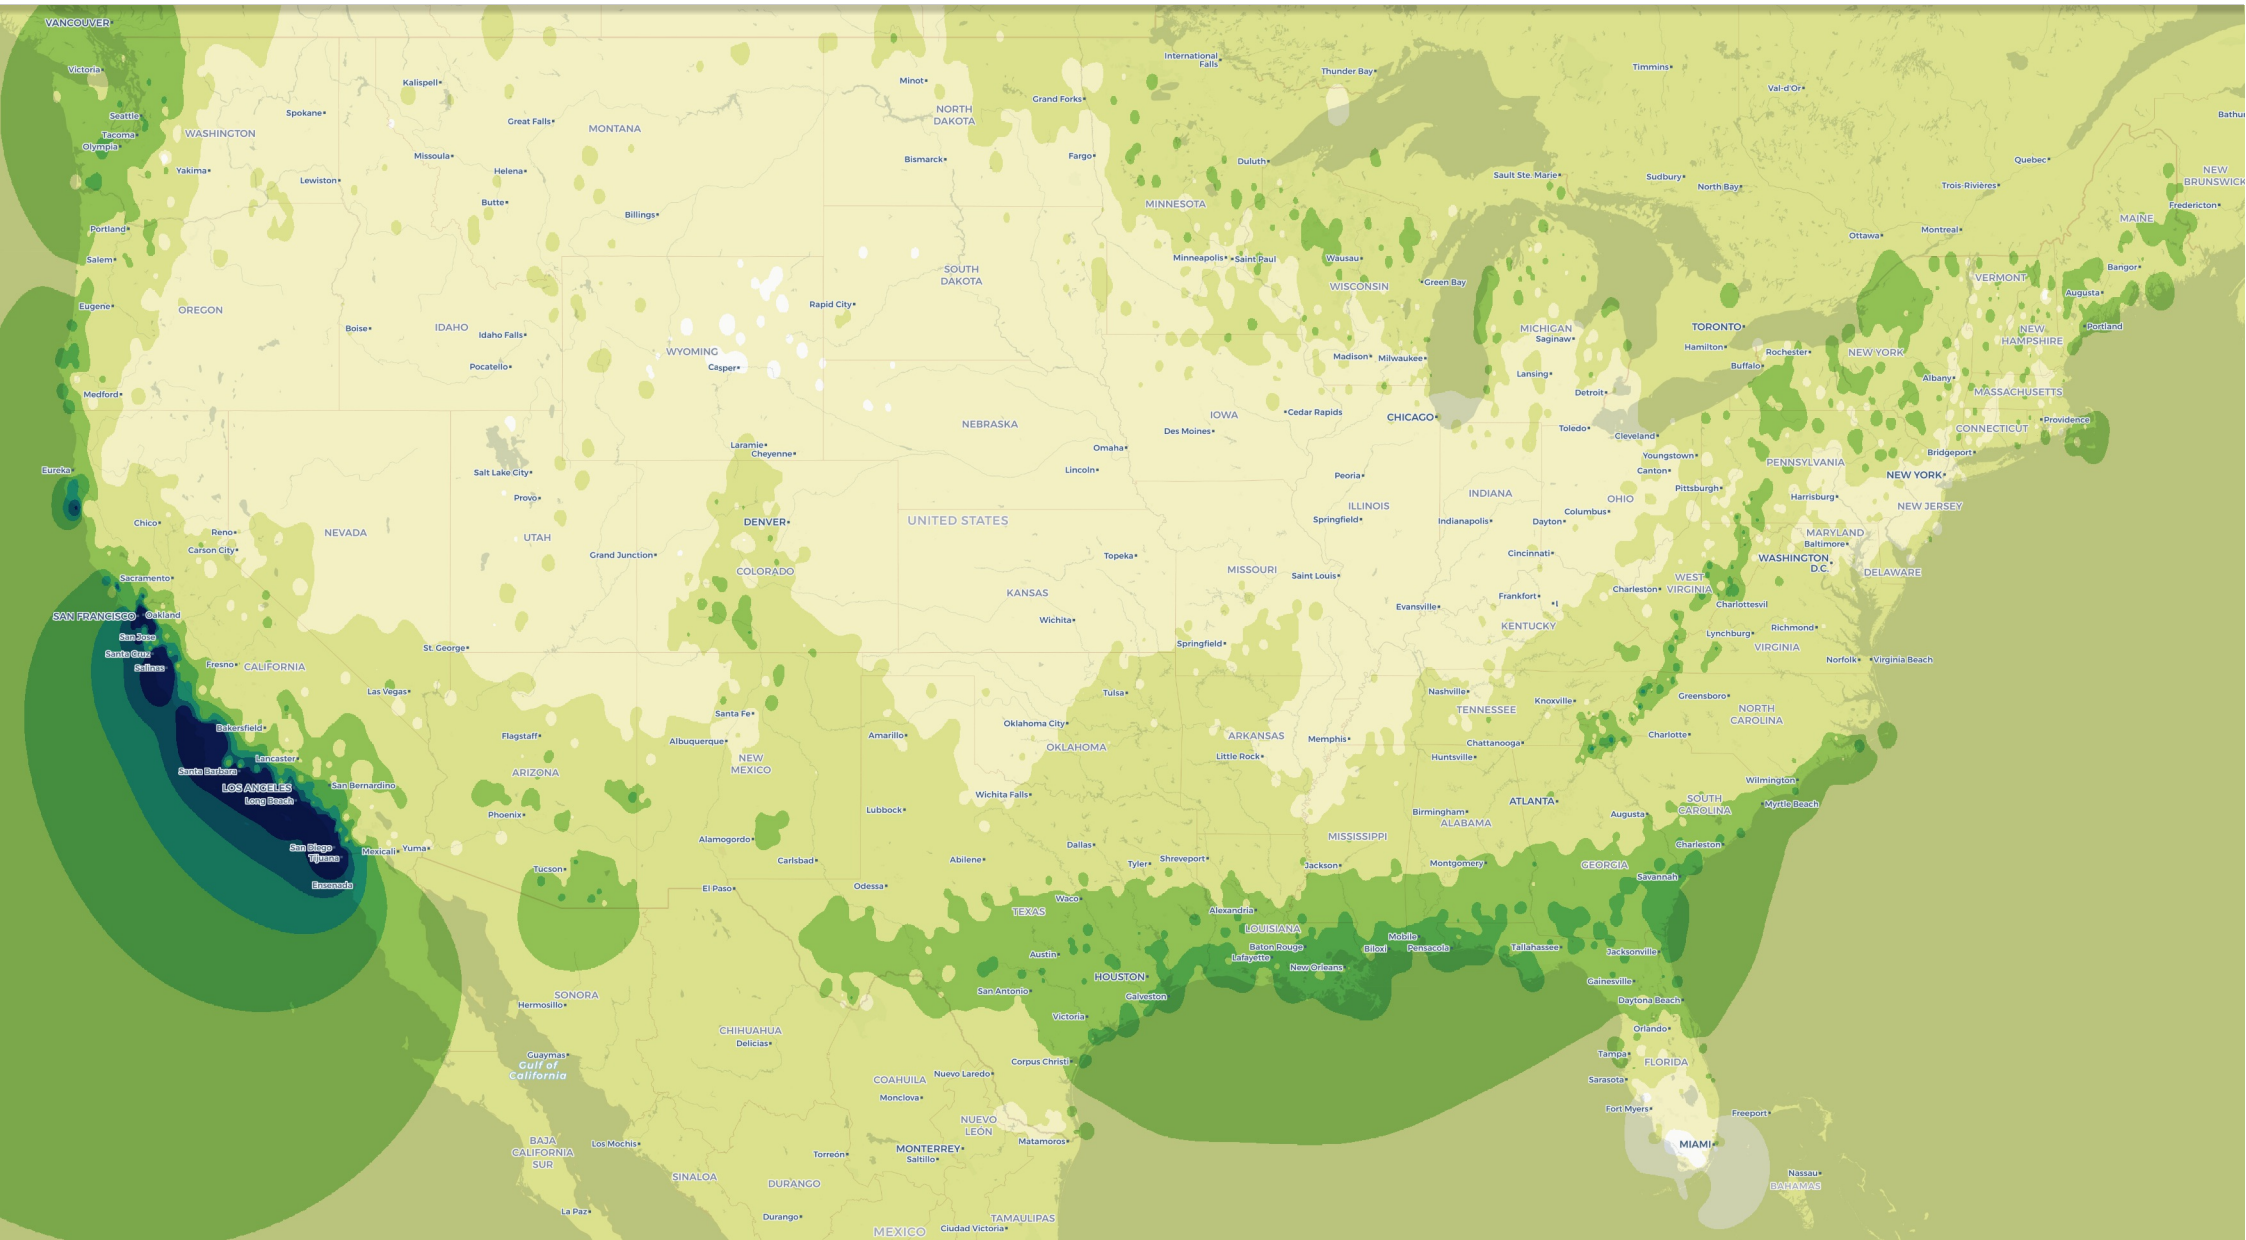 VANCOUVER
Victoria
Seattle
Tacoma
Olympia
WASHINGTON
Yakima
Spokane
Kalispell
Great Falls
MONTANA
Missoula
Helena
Lewiston
Butte
Billings
Minot
NORTH
DAKOTA
Grand Forks
Bismarck
Fargo
International
Falls
Thunder Bay
Timmins
Val-d'Or
Bathur
Duluth
Sault Ste. Marie
Sudbury
North Bay
Quebec
Trois-Rivières
NEW
BRUNSWICK
Fredericton
MAINE
Ottawa
Montreal
Portland
Salem
MINNESOTA
Minneapolis
Saint Paul
Wausau
Bangor
Eugene
OREGON
Boise
IDAHO
Idaho Falls
Pocatello
Medford
SOUTH
DAKOTA
Rapid City
WYOMING
Casper
WISCONSIN
Green Bay
MICHIGAN
Saginaw
TORONTO
Hamilton
Rochester
Buffalo
NEW YORK
VERMONT
Augusta
Portland
NEW
HAMPSHIRE
Madison
Milwaukee
Lansing
Detroit
Albany
MASSACHUSETTS
Providence
CONNECTICUT
Bridgeport
Eureka
Salt Lake City
Provo
Laramie
Cheyenne
NEBRASKA
Omaha
Lincoln
IOWA
Cedar Rapids
Des Moines
CHICAGO
Toledo
Cleveland
Youngstown
Canton
Pittsburgh
PENNSYLVANIA
Harrisburg
NEW YORK
NEW JERSEY
Chico
Reno
Carson City
NEVADA
UTAH
Grand Junction
DENVER
COLORADO
UNITED STATES
Peoria
ILLINOIS
Springfield
INDIANA
Indianapolis
OHIO
Columbus
Dayton
Cincinnati
MARYLAND
Baltimore
WASHINGTON
D.C.
DELAWARE
Sacramento
SAN FRANCISCO
Oakland
San Jose
Santa Cruz
Salinas
Fresno
CALIFORNIA
St. George
Las Vegas
KANSAS
Topeka
Wichita
MISSOURI
Saint Louis
Springfield
Evansville
Frankfort
l
KENTUCKY
Charleston
WEST
VIRGINIA
Charlottesvil
Richmond
Lynchburg
VIRGINIA
Norfolk
Virginia Beach
Bakersfield
Lancaster
Santa Barbara
LOS ANGELES
Long Beach
San Bernardino
San Diego
Tijuana
Mexicali
Yuma
Ensenada
Flagstaff
ARIZONA
Phoenix
Tucson
Santa Fe
Albuquerque
NEW
MEXICO
Alamogordo
Carlsbad
El Paso
Amarillo
Lubbock
Odessa
Tulsa
Oklahoma City
OKLAHOMA
Wichita Falls
Abilene
Dallas
Tyler
Shreveport
ARKANSAS
Little Rock
Memphis
Nashville
TENNESSEE
Knoxville
Chattanooga
Huntsville
Greensboro
NORTH
CAROLINA
Charlotte
Wilmington
SOUTH
CAROLINA
Myrtle Beach
Birmingham
ALABAMA
ATLANTA
Augusta
Charleston
MISSISSIPPI
Jackson
Montgomery
GEORGIA
Savannah
Waco
TEXAS
Austin
San Antonio
HOUSTON
Galveston
Victoria
Corpus Christi
Alexandria
LOUISIANA
Baton Rouge
Lafayette
New Orleans
Biloxi
Mobile
Pensacola
Tallahassee
Jacksonville
Gainesville
Daytona Beach
Orlando
Tampa
FLORIDA
Sarasota
Fort Myers
MIAMI
Freeport
Nassau
BAHAMAS
SONORA
Hermosillo
Guaymas
Gulf of
California
CHIHUAHUA
Delicias
COAHUILA
Nuevo Laredo
Monclova
NUEVO
LEÓN
MONTERREY
Saltillo
Matamoros
BAJA
CALIFORNIA
SUR
Los Mochis
SINALOA
Torreón
DURANGO
La Paz
Durango
MEXICO
TAMAULIPAS
Ciudad Victoria